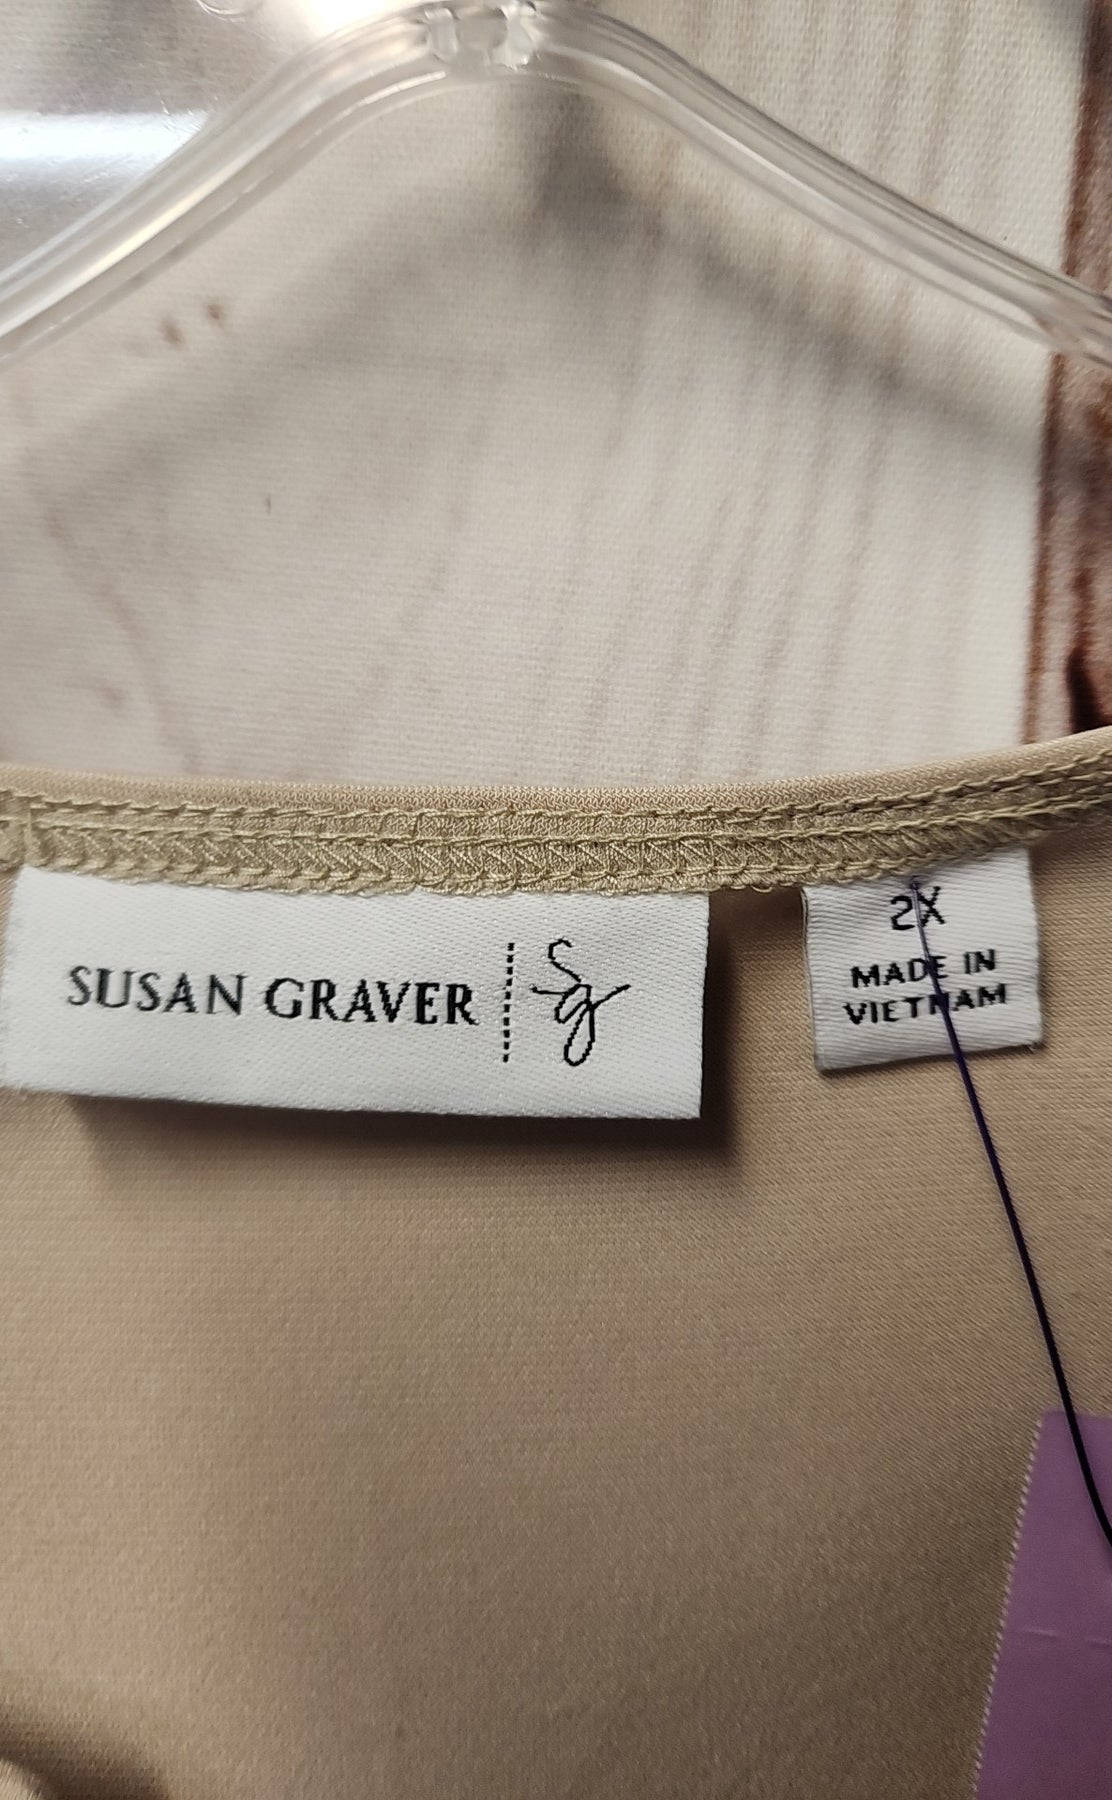 SUSAN GRAVER
Sg
2X
MADE IN
VIETNAM